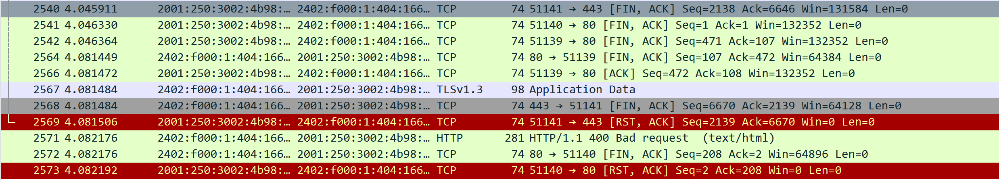 2540 4.045911 2001:250:3002:4b98:… 2402:f000:1:404:166… TCP 74 51141 → 443 [FIN, ACK] Seq=2138 Ack=6646 Win=131584 Len=0
2541 4.046330 2001:250:3002:4b98:… 2402:f000:1:404:166… TCP 74 51140 → 80 [FIN, ACK] Seq=1 Ack=1 Win=132352 Len=0
2542 4.046364 2001:250:3002:4b98:… 2402:f000:1:404:166… TCP 74 51139 → 80 [FIN, ACK] Seq=471 Ack=107 Win=132352 Len=0
2564 4.081449 2402:f000:1:404:166… 2001:250:3002:4b98:… TCP 74 80 → 51139 [FIN, ACK] Seq=107 Ack=472 Win=64384 Len=0
2566 4.081472 2001:250:3002:4b98:… 2402:f000:1:404:166… TCP 74 51139 → 80 [ACK] Seq=472 Ack=108 Win=132352 Len=0
2567 4.081484 2402:f000:1:404:166… 2001:250:3002:4b98:… TLSv1.3 98 Application Data
2568 4.081484 2402:f000:1:404:166… 2001:250:3002:4b98:… TCP 74 443 → 51141 [FIN, ACK] Seq=6670 Ack=2139 Win=64128 Len=0
2569 4.081506 2001:250:3002:4b98:… 2402:f000:1:404:166… TCP 74 51141 → 443 [RST, ACK] Seq=2139 Ack=6670 Win=0 Len=0
2571 4.082176 2402:f000:1:404:166… 2001:250:3002:4b98:… HTTP 281 HTTP/1.1 400 Bad request  (text/html)
2572 4.082176 2402:f000:1:404:166… 2001:250:3002:4b98:… TCP 74 80 → 51140 [FIN, ACK] Seq=208 Ack=2 Win=64896 Len=0
2573 4.082192 2001:250:3002:4b98:… 2402:f000:1:404:166… TCP 74 51140 → 80 [RST, ACK] Seq=2 Ack=208 Win=0 Len=0